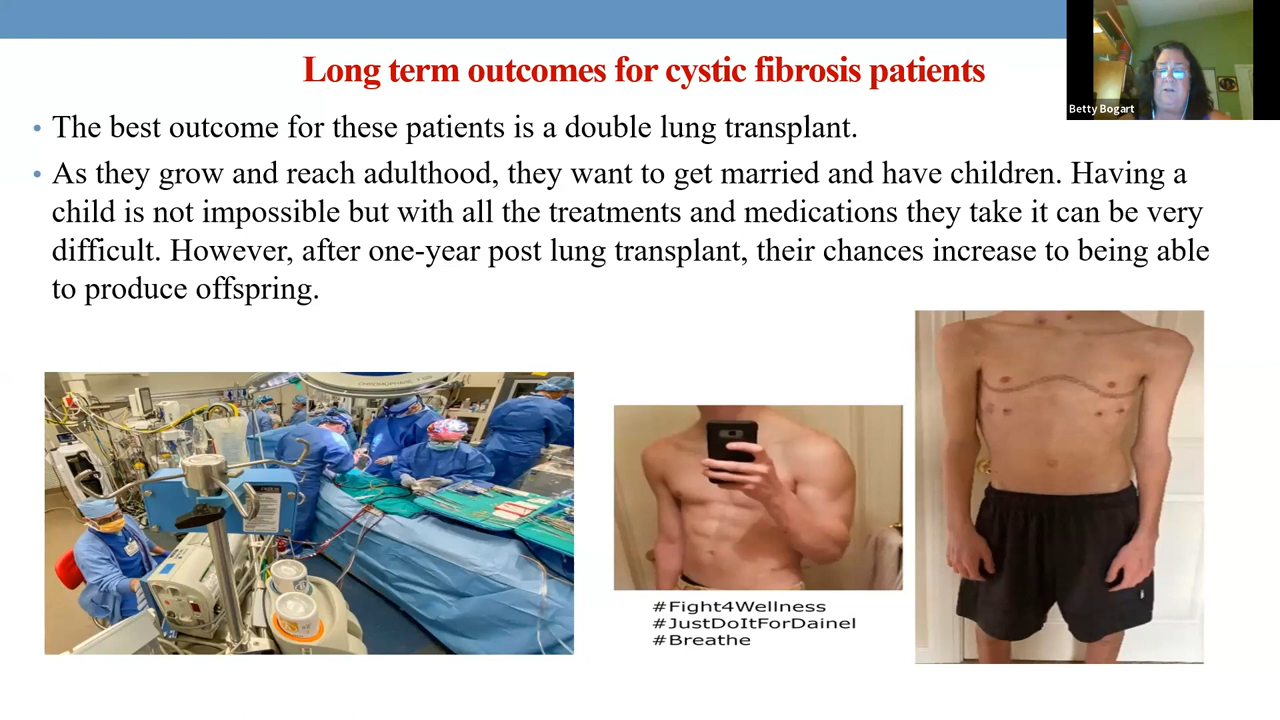 Long term outcomes for cystic fibrosis patients
Betty Bogart
• The best outcome for these patients is a double lung transplant.
• As they grow and reach adulthood, they want to get married and have children. Having a
child is not impossible but with all the treatments and medications they take it can be very
difficult. However, after one-year post lung transplant, their chances increase to being able
to produce offspring.
#Fight4Wellness
#JustDoItForDainel
#Breathe